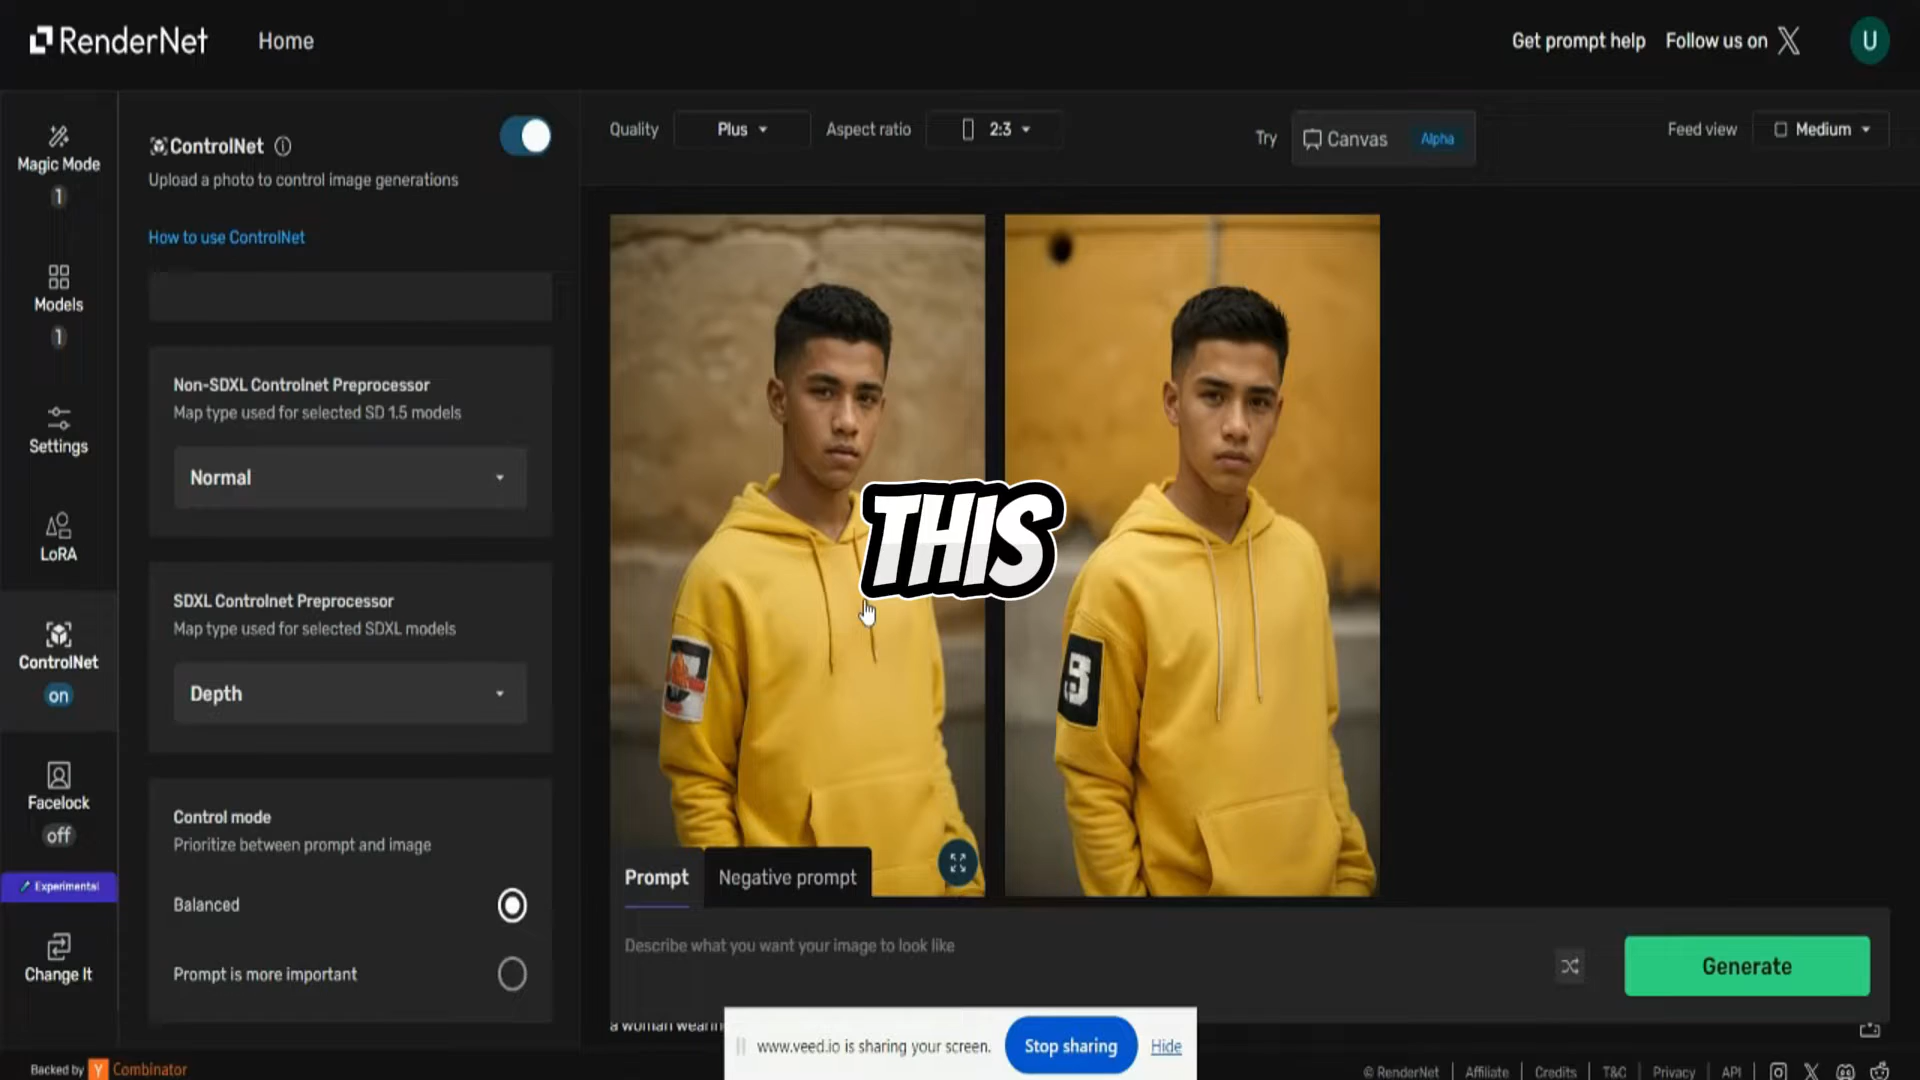 RenderNet
Home
Get prompt help
Follow us on X
U
Magic Mode
1
Models
1
Settings
LoRA
ControlNet
on
Facelock
off
Experimental
Change It
ControlNet
Upload a photo to control image generations
How to use ControlNet
Non-SDXL Controlnet Preprocessor
Map type used for selected SD 1.5 models
Normal
SDXL Controlnet Preprocessor
Map type used for selected SDXL models
Depth
Control mode
Prioritize between prompt and image
Balanced
Prompt is more important
Quality
Plus
Aspect ratio
2:3
Try
Canvas
Alpha
Feed view
Medium
THIS
Prompt
Negative prompt
Describe what you want your image to look like
Generate
a woman wearin
www.veed.io is sharing your screen.
Stop sharing
Hide
Backed by Y Combinator
© RenderNet
Affiliate
Credits
T&C
Privacy
API